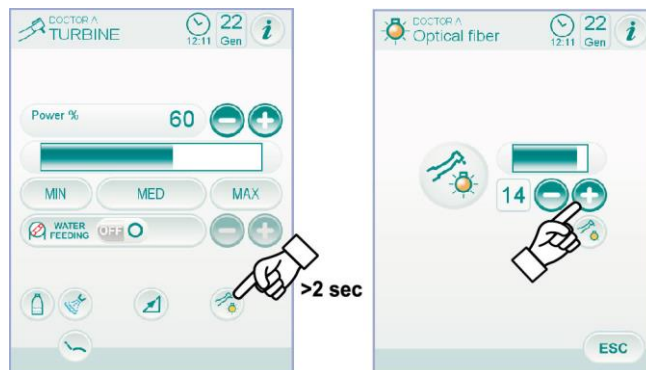 DOCTOR A
TURBINE
12:11
22
Gen
i
Power %
60
MIN
MED
MAX
WATER
FEEDING
OFF
>2 sec
DOCTOR A
Optical fiber
12:11
22
Gen
i
14
ESC